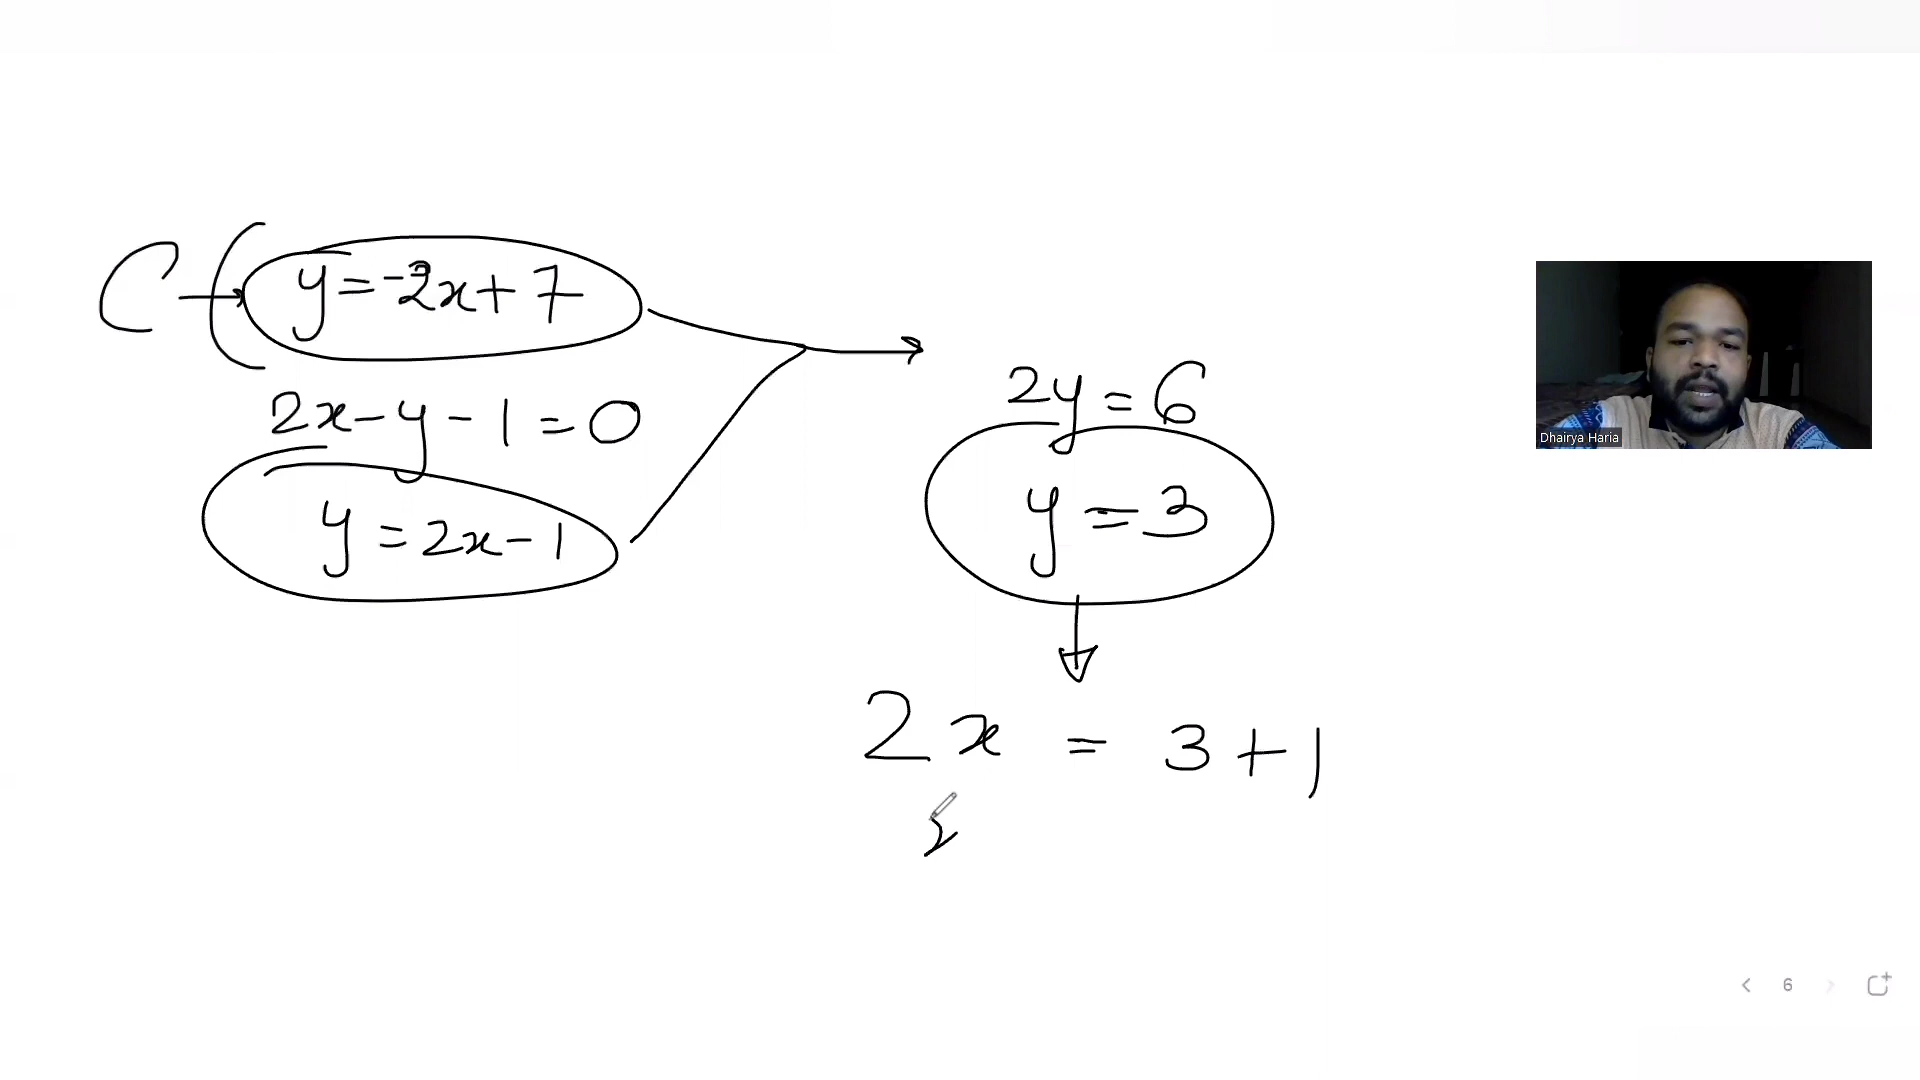 C
y=-2x+7
2x-y-1=0
y=2x-1
2y=6
y=3
2x = 3+1
Dhairya Haria
6